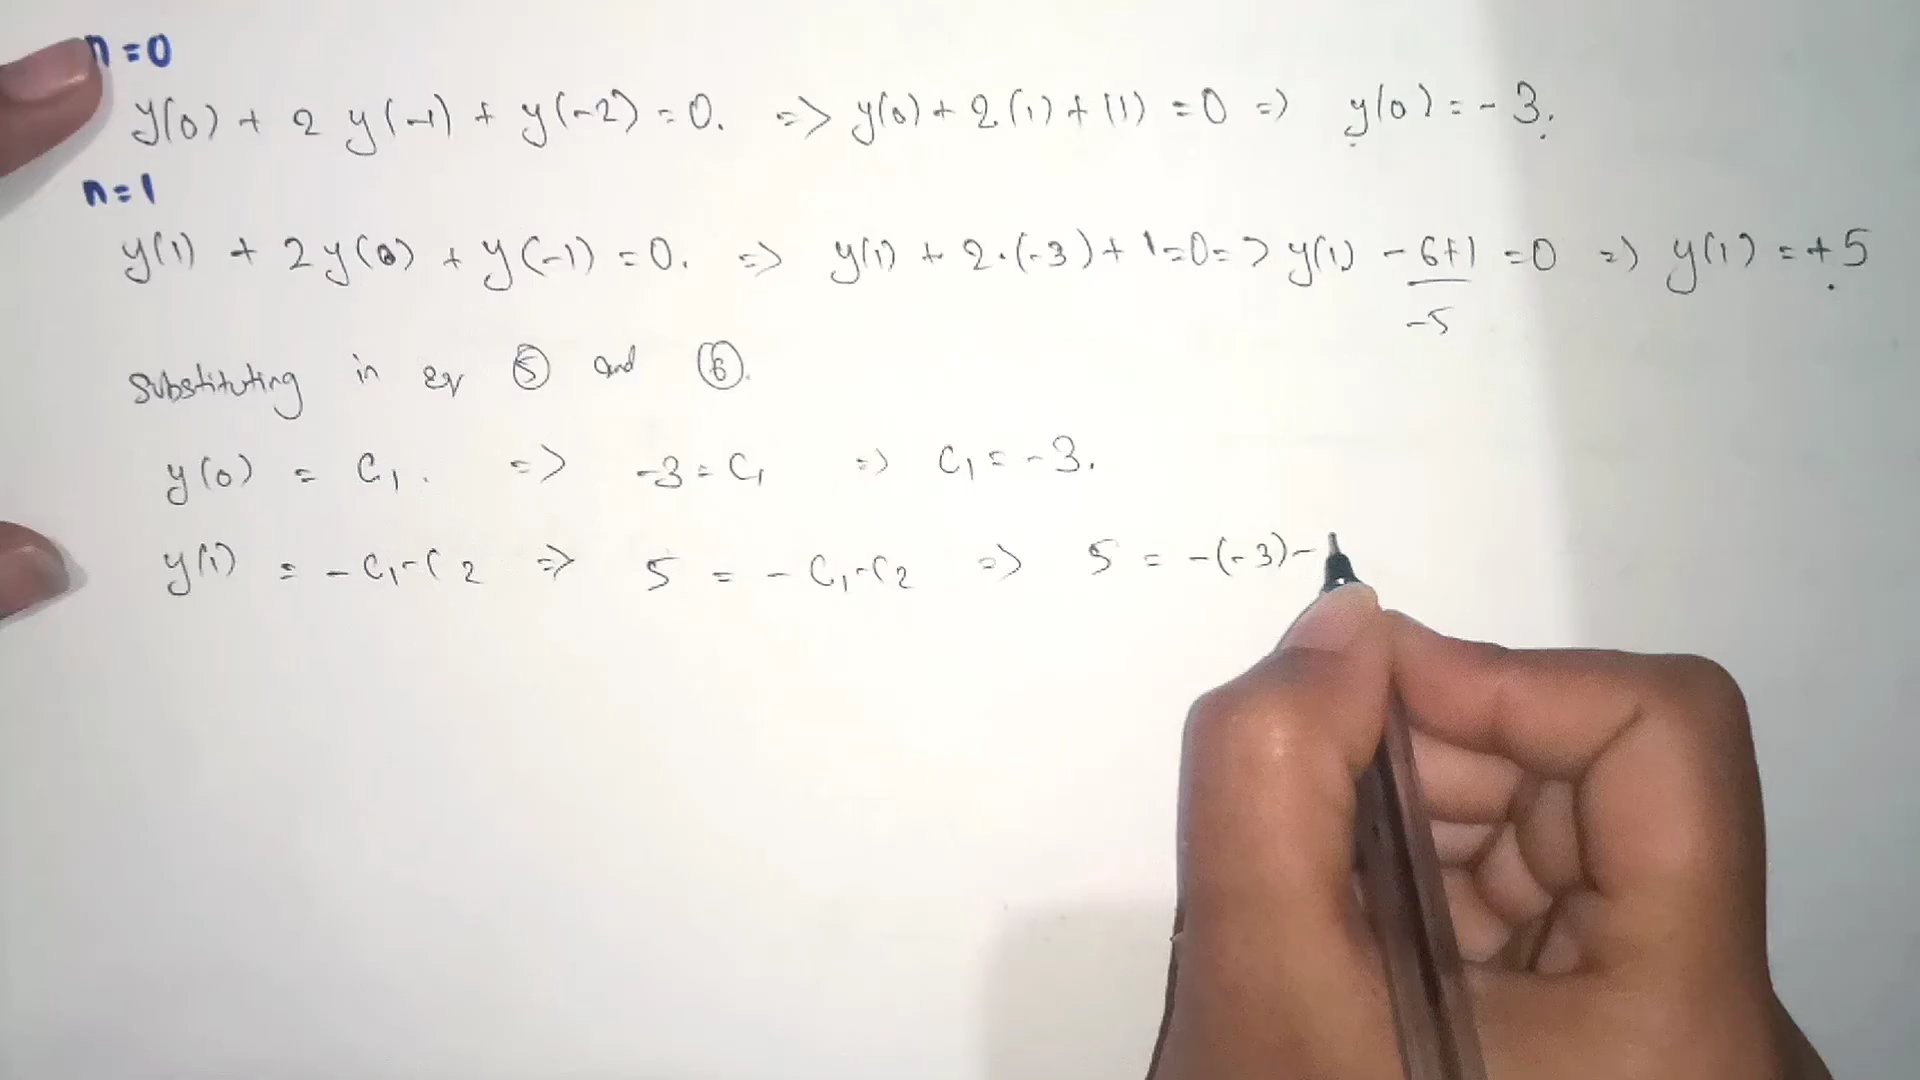 n=0
y(0) + 2 y(-1) + y(-2) = 0. => y(0) + 2(1) + (1) = 0 => y(0) = -3.
n=1
y(1) + 2y(0) + y(-1) = 0. => y(1) + 2·(-3) + 1 = 0 => y(1) - 6+1 = 0 => y(1) = +5
-5
Substituting in eq ⑤ and ⑥.
y(0) = C₁. => -3 = C₁ => C₁ = -3.
y(1) = -C₁-C₂ => 5 = -C₁-C₂ => 5 = -(-3)-